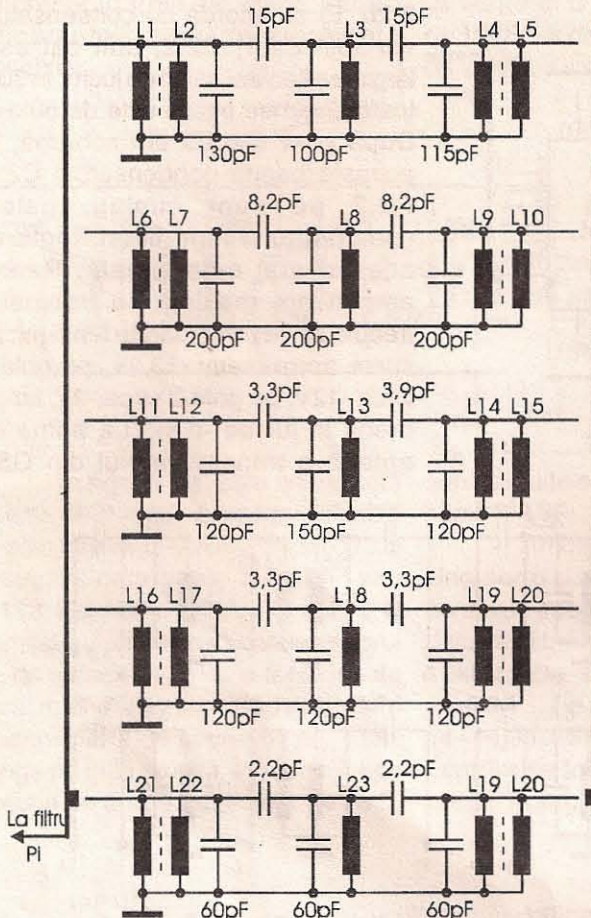 15pF 15pF
L1 L2 L3 L4 L5
130pF 100pF 115pF
8,2pF 8,2pF
L6 L7 L8 L9 L10
200pF 200pF 200pF
3,3pF 3,9pF
L11 L12 L13 L14 L15
120pF 150pF 120pF
3,3pF 3,3pF
L16 L17 L18 L19 L20
120pF 120pF 120pF
2,2pF 2,2pF
L21 L22 L23 L19 L20
La filtru
Pi
60pF 60pF 60pF